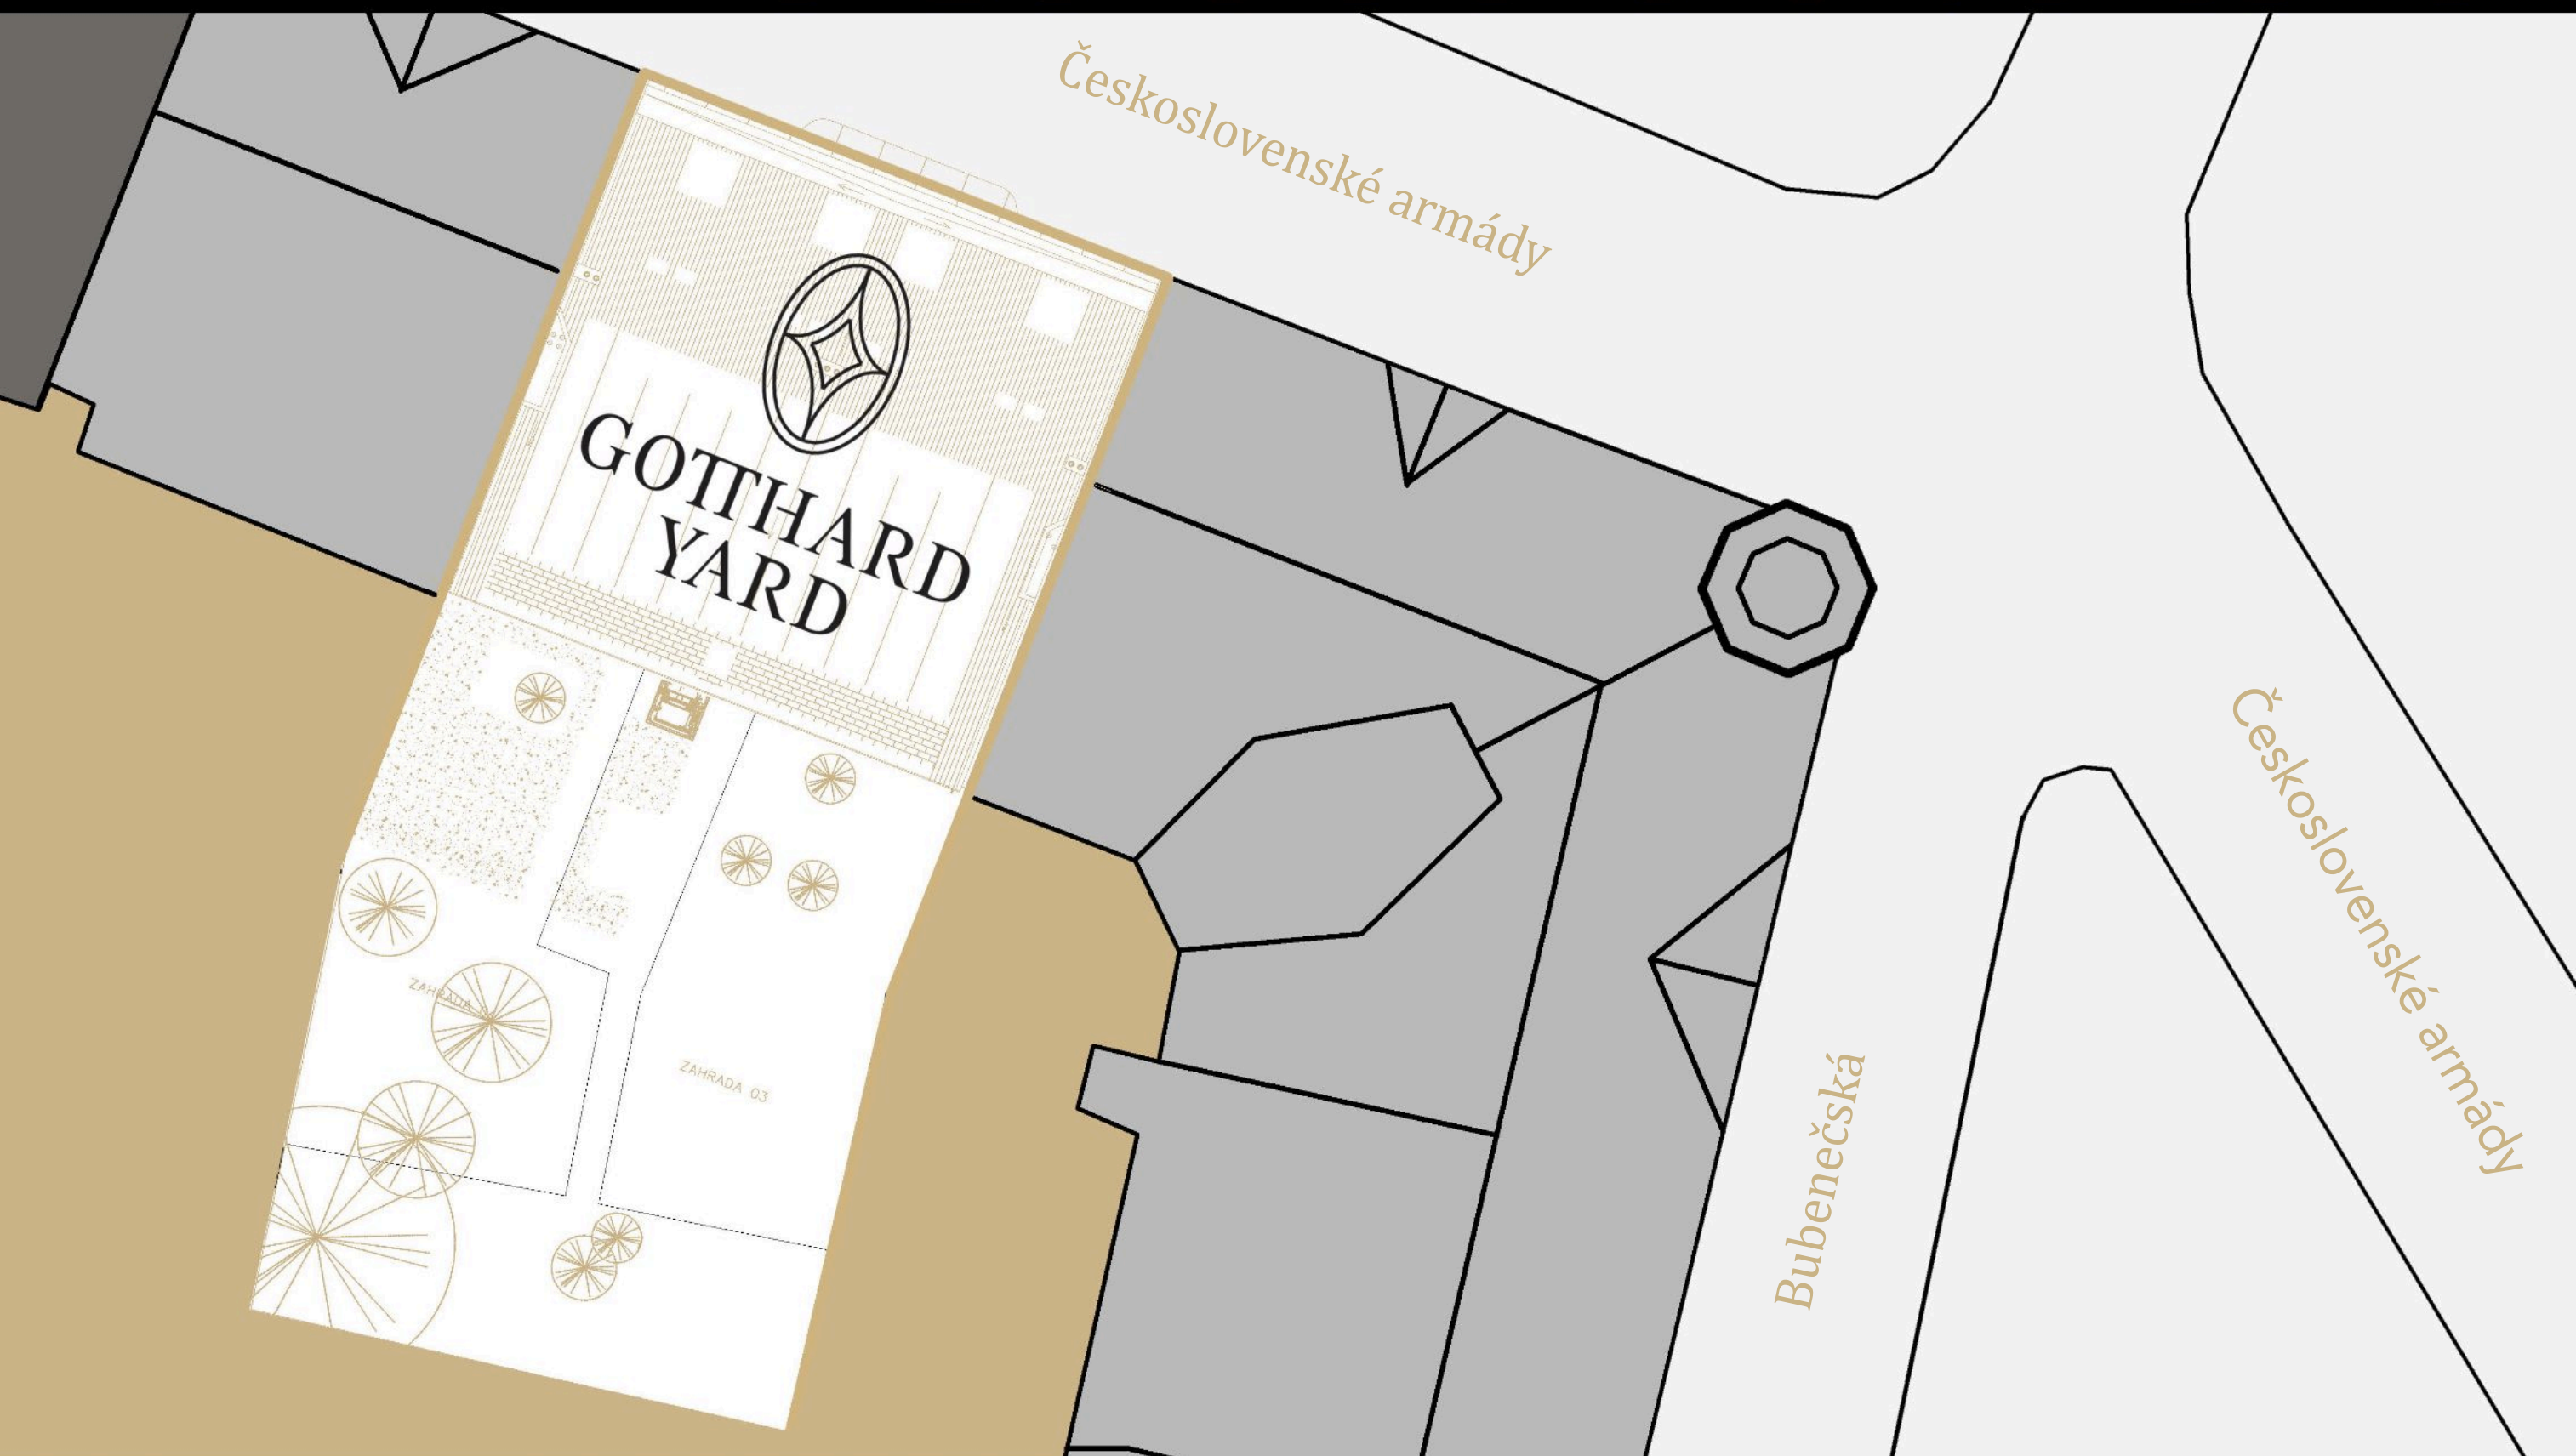 Československé armády
GOTTHARD
YARD
Československé armády
ZAHRADA
ZAHRADA 03
Bubenečská